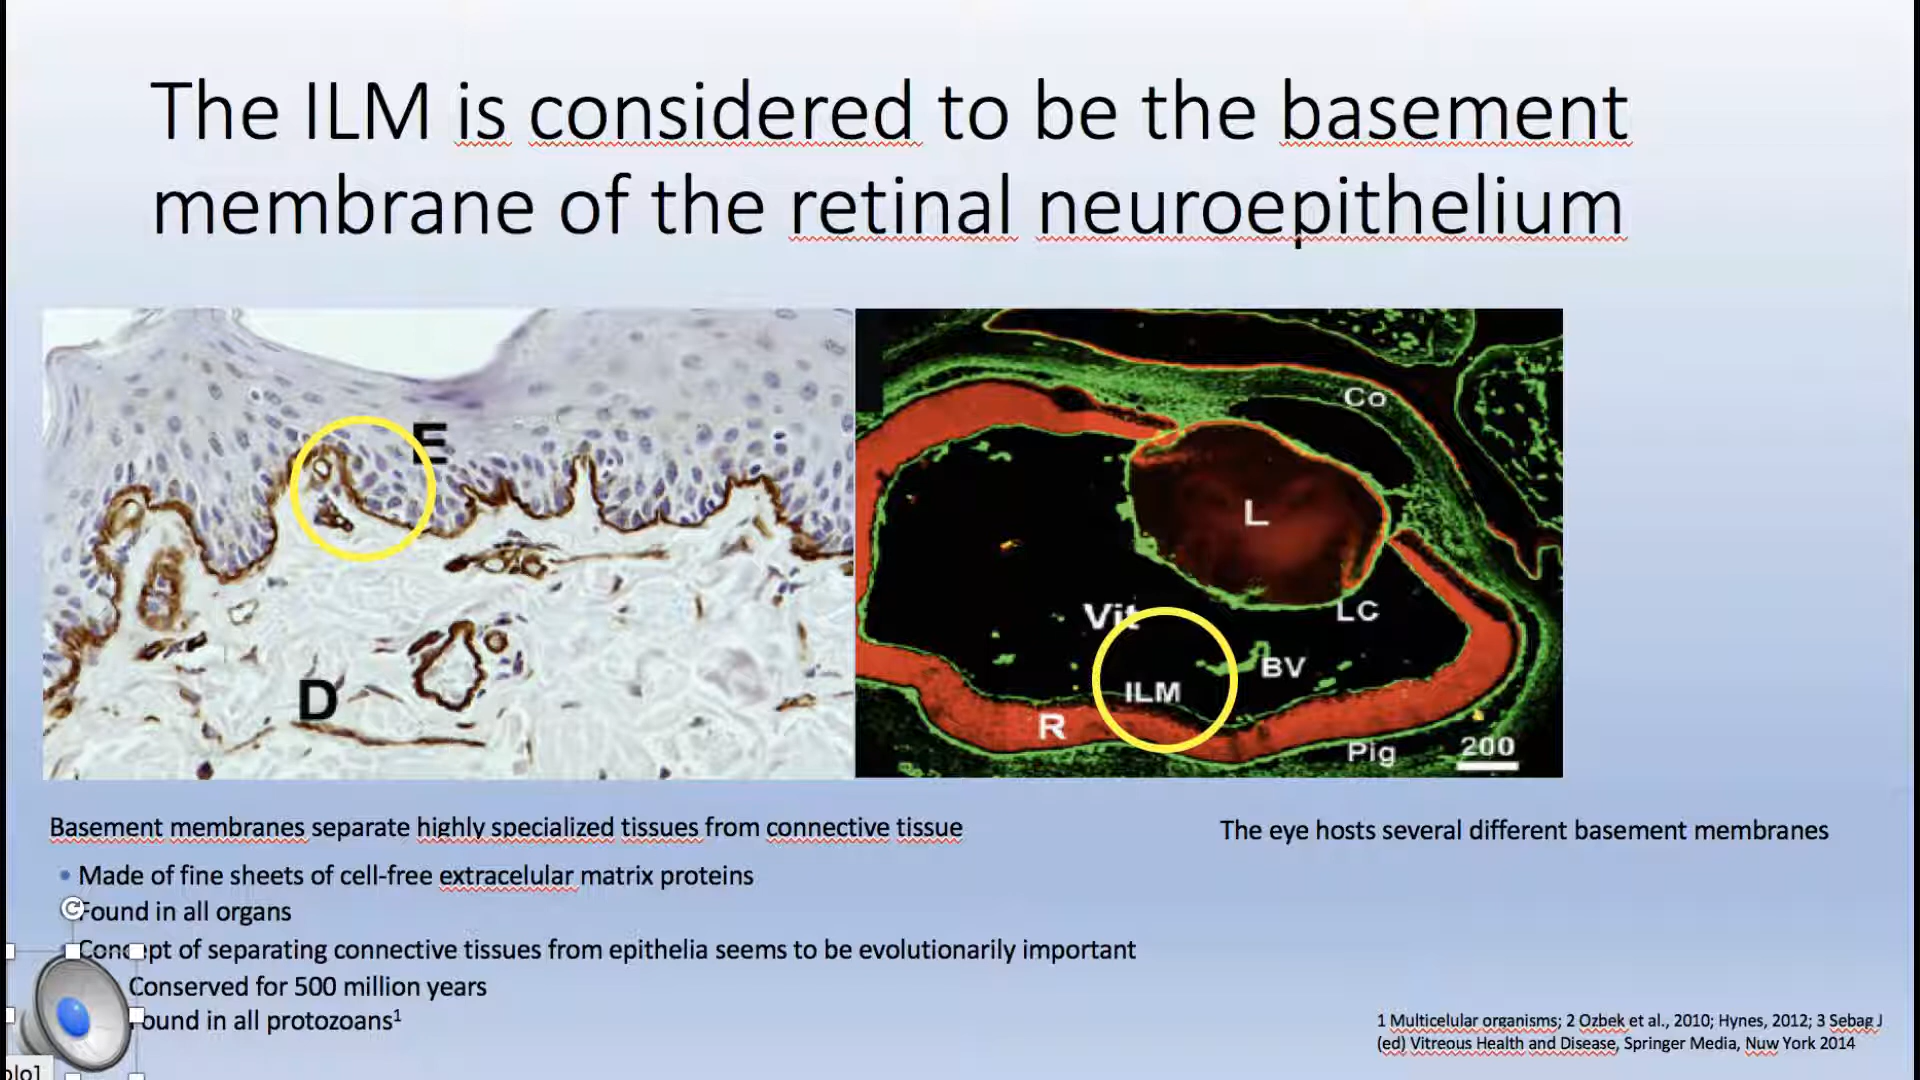 The ILM is considered to be the basement
membrane of the retinal neuroepithelium
E
D
Co
L
Vit
LC
BV
ILM
R
Pig
200
Basement membranes separate highly specialized tissues from connective tissue
The eye hosts several different basement membranes
• Made of fine sheets of cell-free extracelular matrix proteins
Found in all organs
Concept of separating connective tissues from epithelia seems to be evolutionarily important
Conserved for 500 million years
ound in all protozoans¹
1 Multicelular organisms; 2 Ozbek et al., 2010; Hynes, 2012; 3 Sebag J
(ed) Vitreous Health and Disease, Springer Media, Nuw York 2014